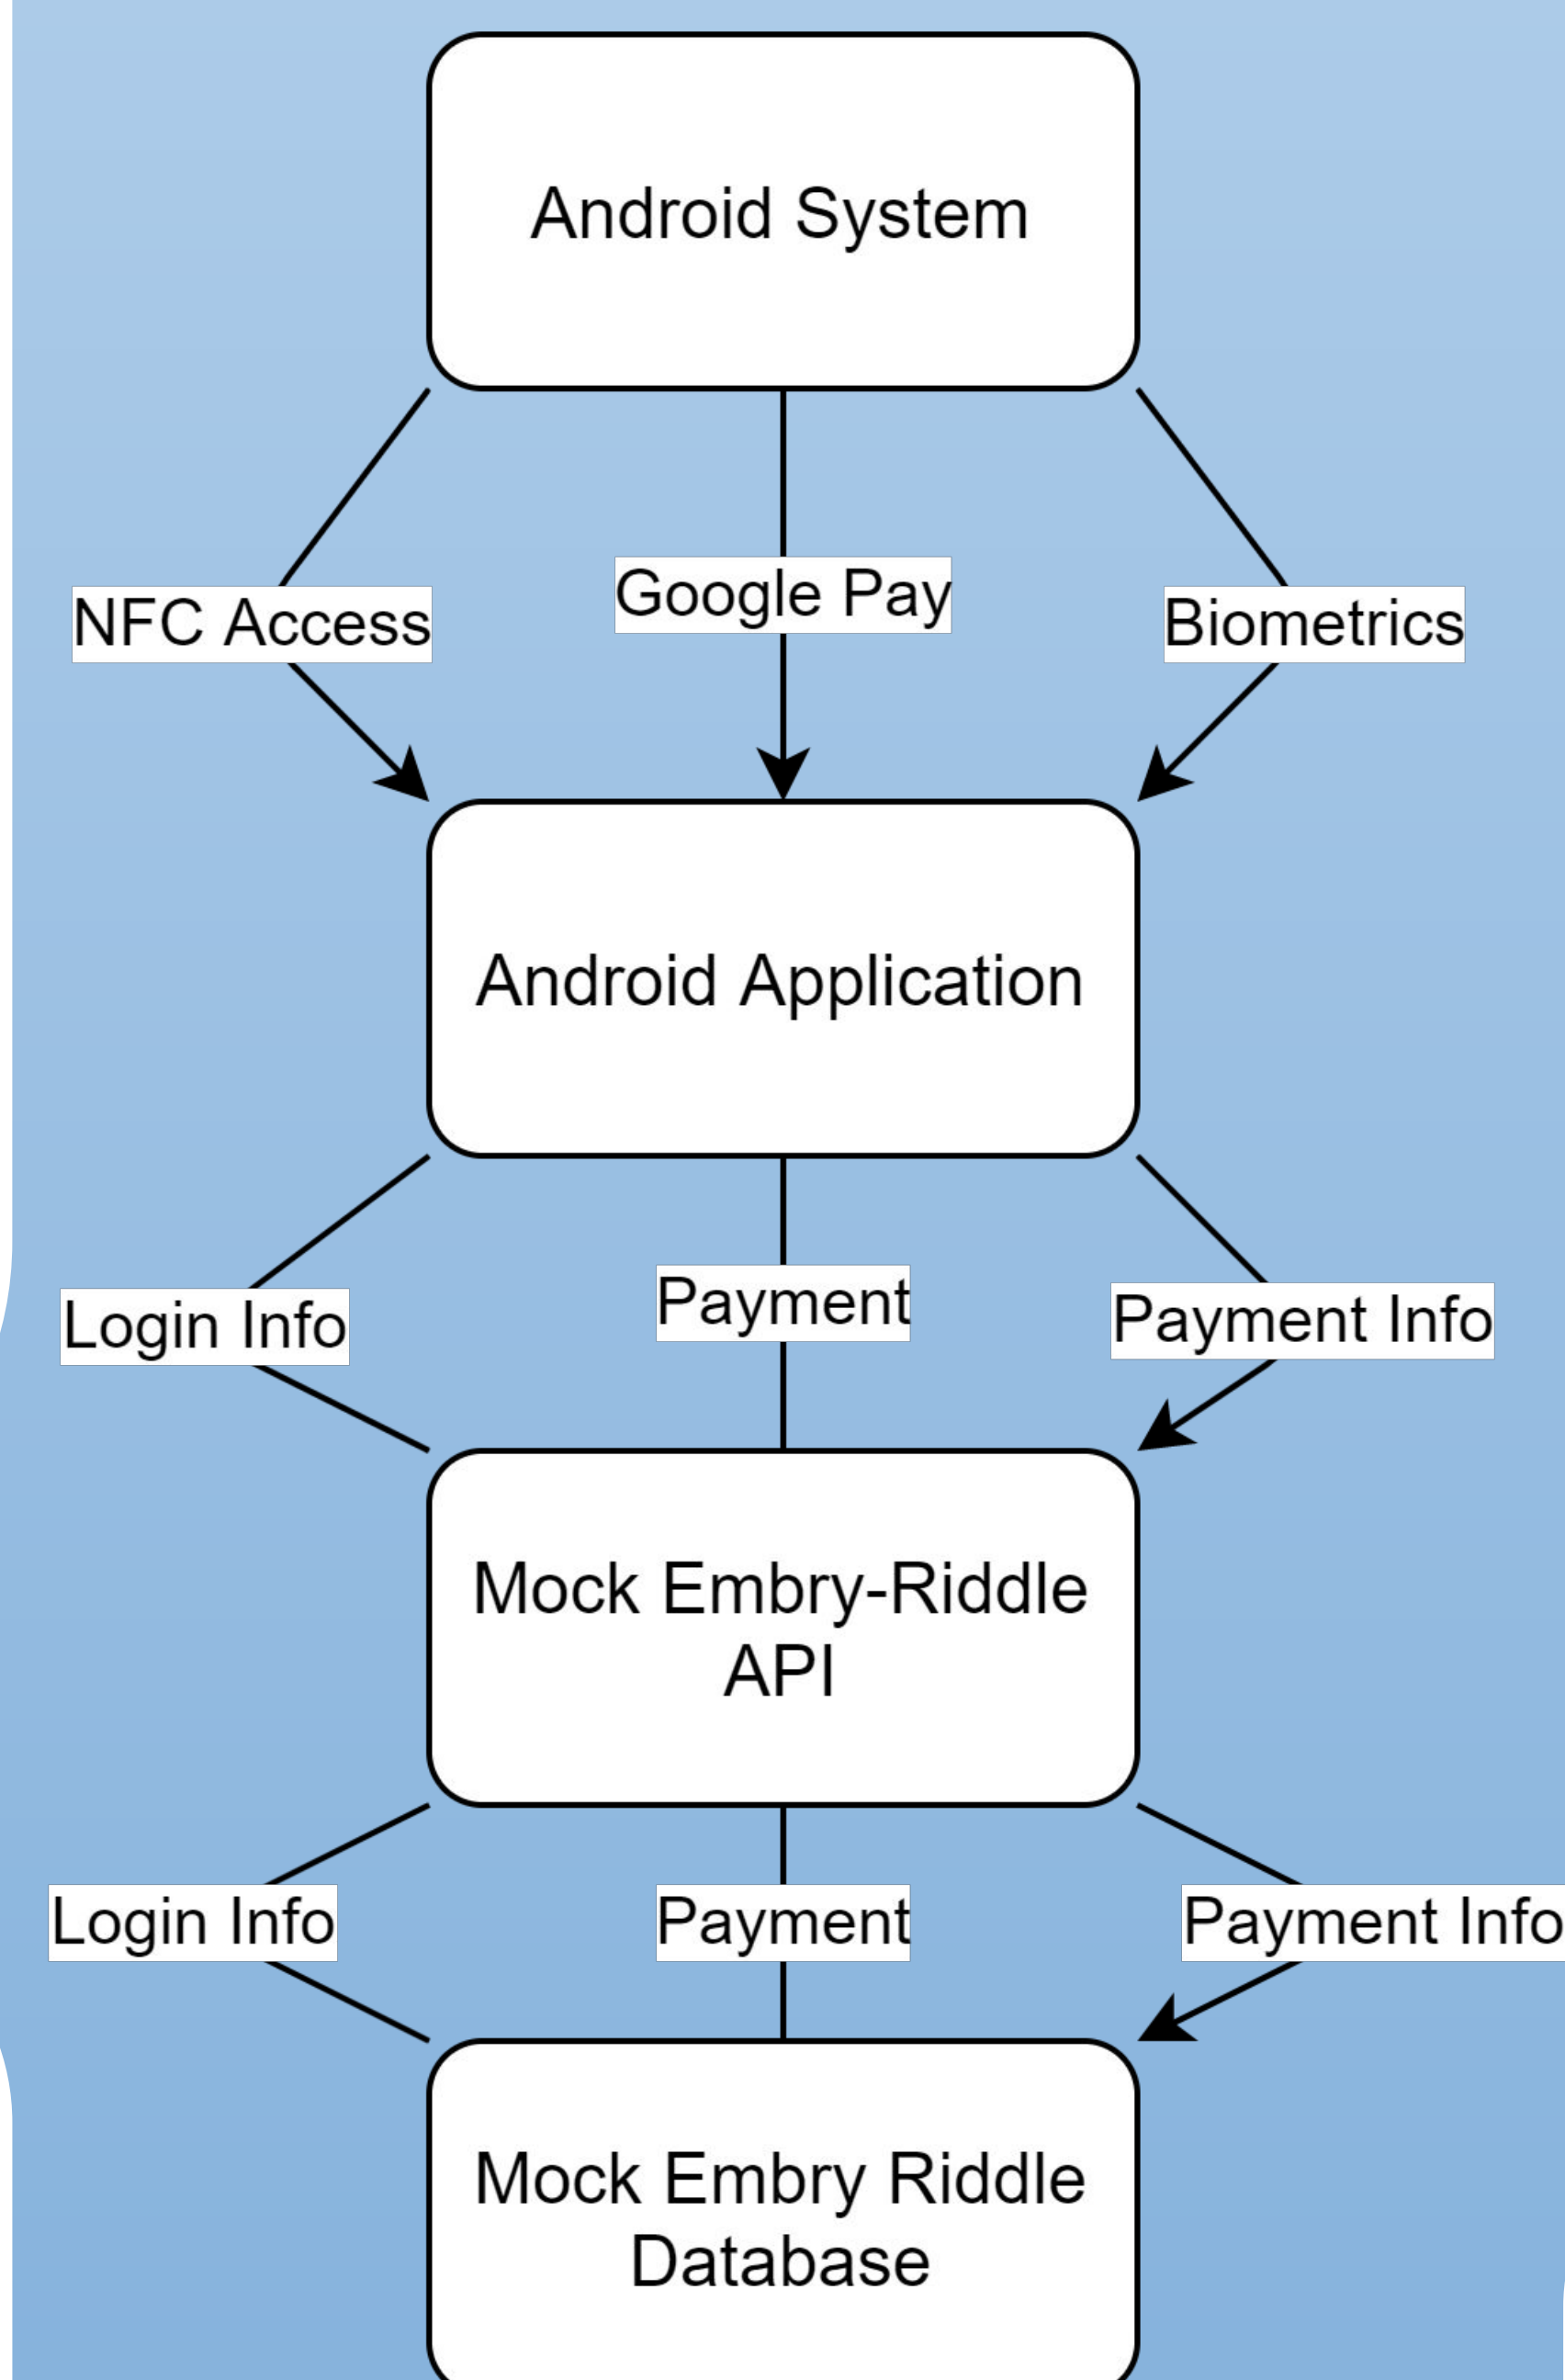 Android System
NFC Access
Google Pay
Biometrics
Android Application
Login Info
Payment
Payment Info
Mock Embry-Riddle
API
Login Info
Payment
Payment Info
Mock Embry Riddle
Database